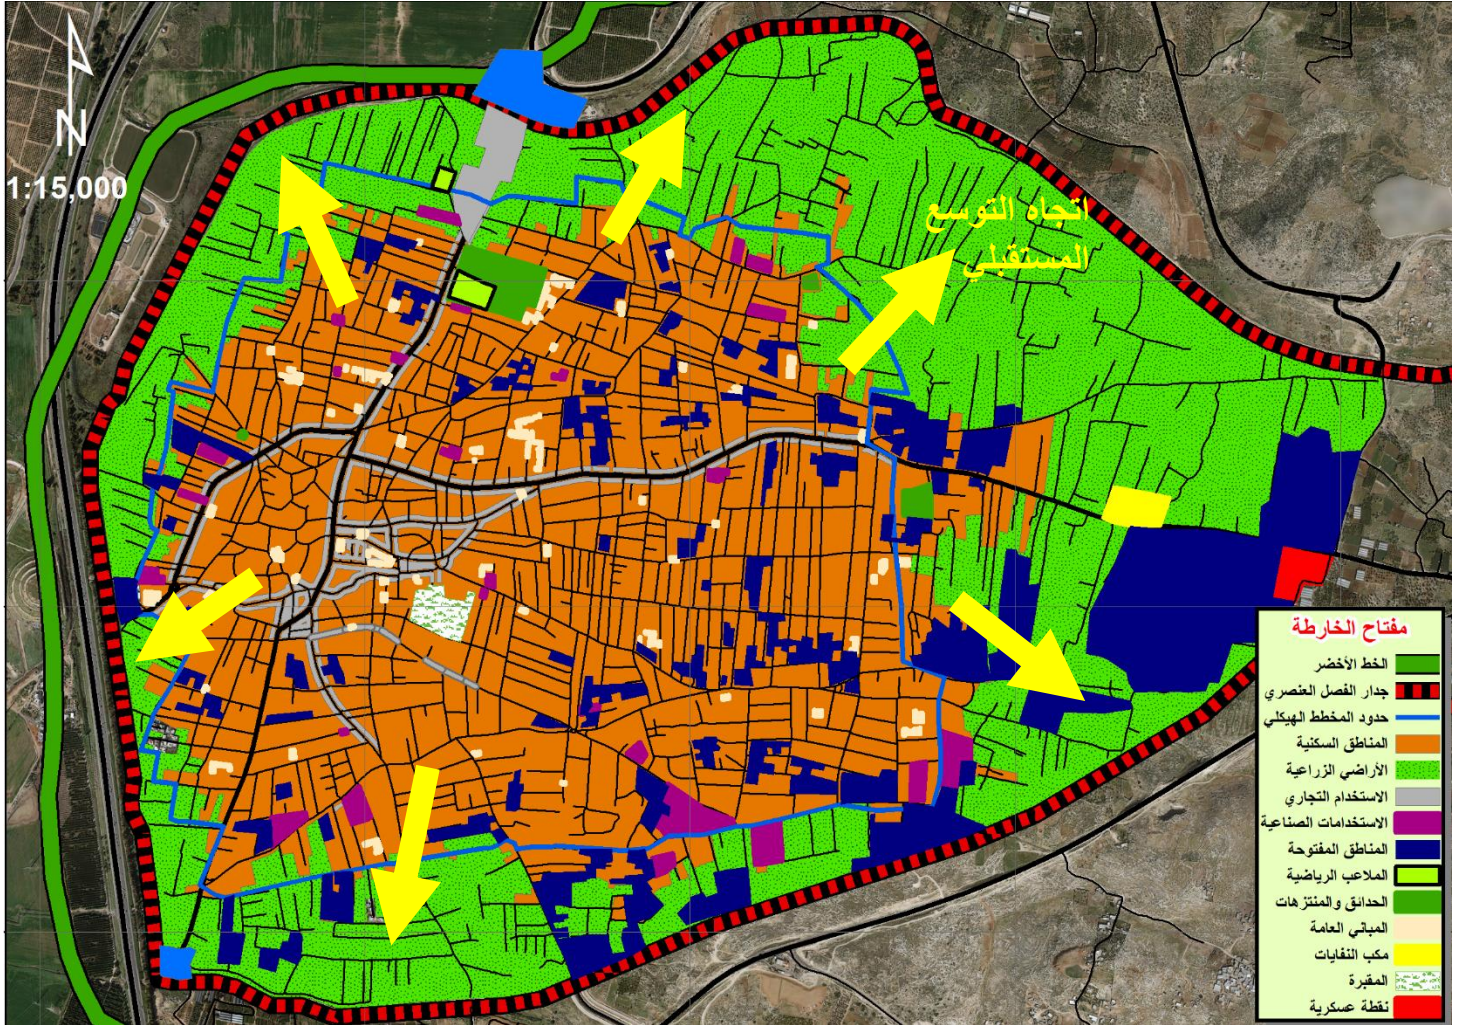 N
1:15,000
اتجاه التوسع
المستقبلي
مفتاح الخارطة
الخط الأخضر
جدار الفصل العنصري
حدود المخطط الهيكلي
المناطق السكنية
الأراضي الزراعية
الاستخدام التجاري
الاستخدامات الصناعية
المناطق المفتوحة
الملاعب الرياضية
الحدائق والمنتزهات
المباني العامة
مكب النفايات
المقبرة
نقطة عسكرية